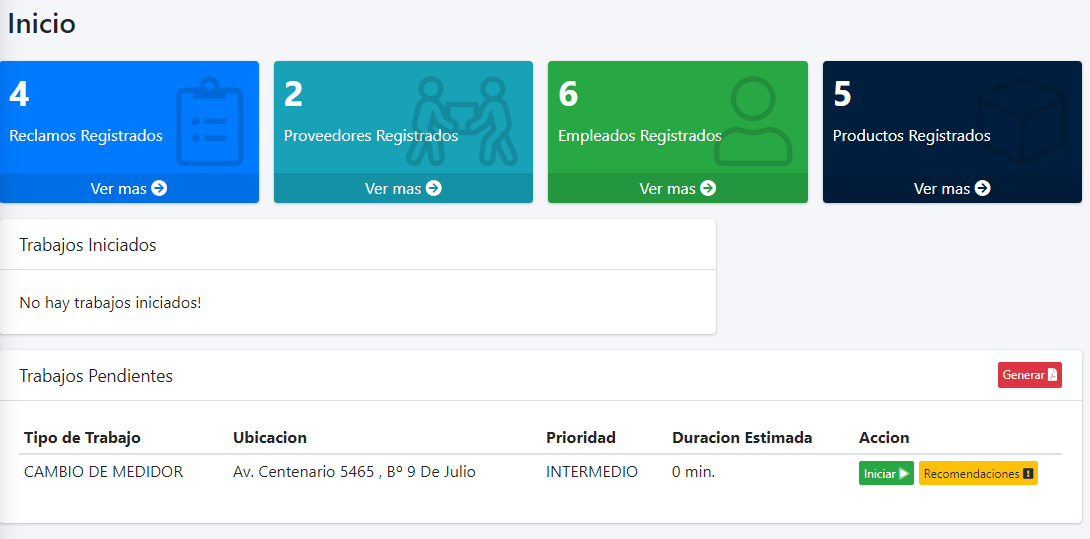 Inicio
4
Reclamos Registrados
Ver mas
2
Proveedores Registrados
Ver mas
6
Empleados Registrados
Ver mas
5
Productos Registrados
Ver mas
Trabajos Iniciados
No hay trabajos iniciados!
Trabajos Pendientes
Generar
Tipo de Trabajo Ubicacion Prioridad Duracion Estimada Accion
CAMBIO DE MEDIDOR Av. Centenario 5465 , Bº 9 De Julio INTERMEDIO 0 min. Iniciar Recomendaciones